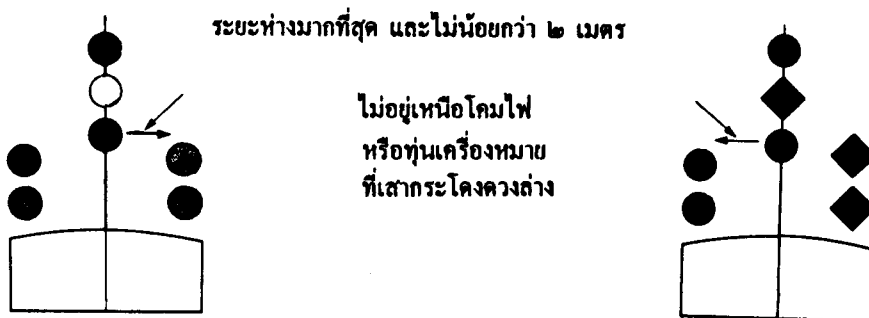 ระยะห่างมากที่สุด และไม่น้อยกว่า ๒ เมตร
ไม่อยู่เหนือโคมไฟ
หรือทุ่นเครื่องหมาย
ที่เสากระโดงดวงล่าง